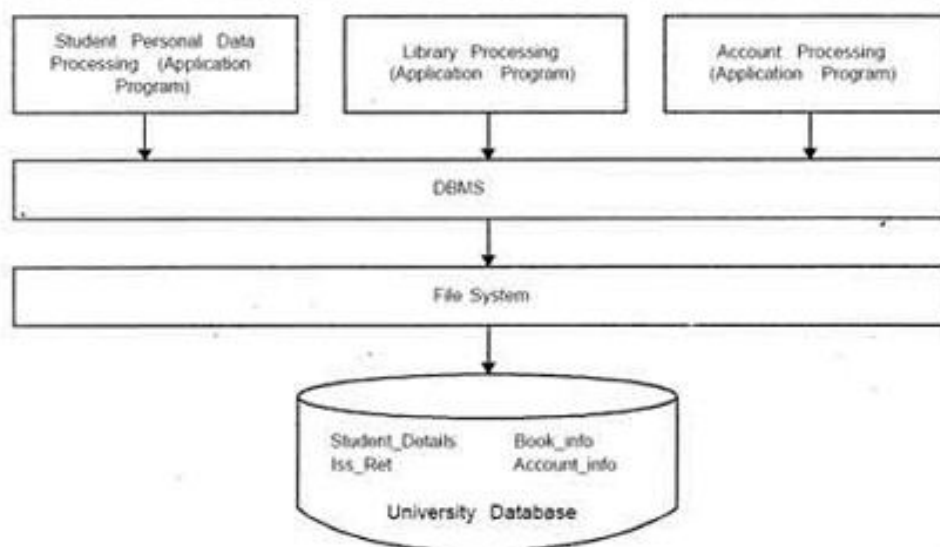 Student Personal Data
Processing (Application
Program)
Library Processing
(Application Program)
Account Processing
(Application Program)
DBMS
File System
Student_Details Book_info
Iss_Ret Account_info
University Database